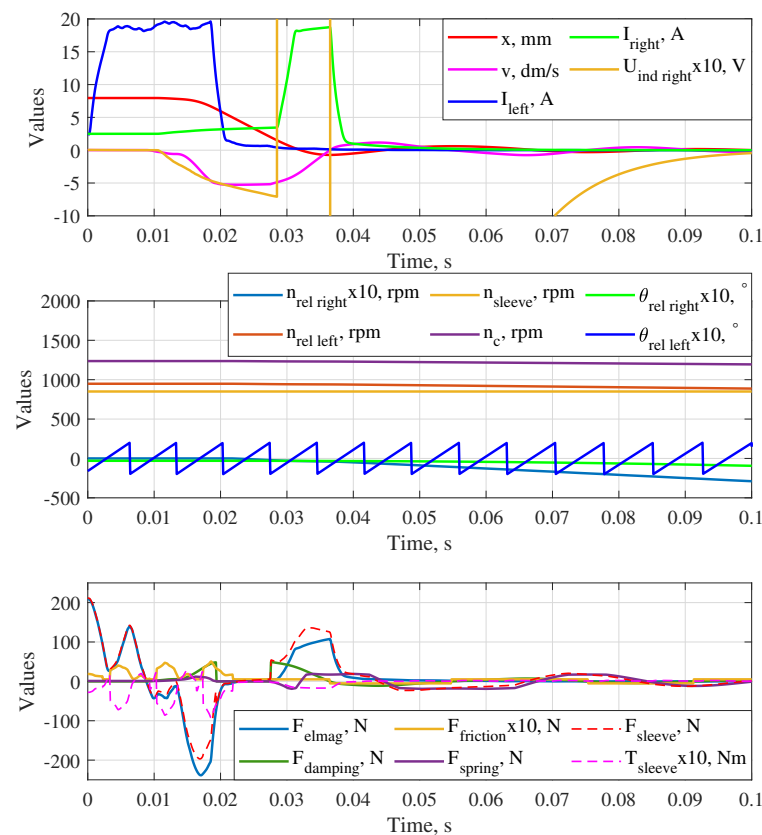 20
15
10
5
0
-5
-10
Values
x, mm
v, dm/s
I_left, A
I_right, A
U_ind right x10, V
0 0.01 0.02 0.03 0.04 0.05 0.06 0.07 0.08 0.09 0.1
Time, s
2000
1500
1000
500
0
-500
Values
n_rel right x10, rpm
n_rel left, rpm
n_sleeve, rpm
n_c, rpm
θ_rel right x10, °
θ_rel left x10, °
0 0.01 0.02 0.03 0.04 0.05 0.06 0.07 0.08 0.09 0.1
Time, s
200
100
0
-100
-200
Values
F_elmag, N
F_damping, N
F_friction x10, N
F_spring, N
F_sleeve, N
T_sleeve x10, Nm
0 0.01 0.02 0.03 0.04 0.05 0.06 0.07 0.08 0.09 0.1
Time, s